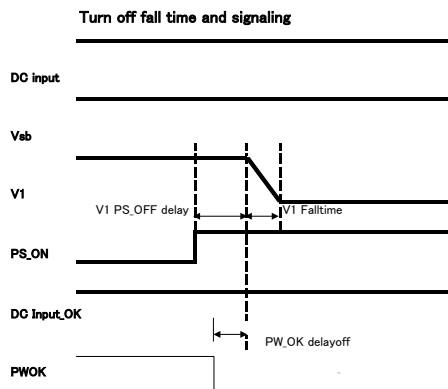 Turn off fall time and signaling
DC input
Vsb
V1
V1 PS_OFF delay
V1 Falltime
PS_ON
DC Input_OK
PW_OK delayoff
PWOK